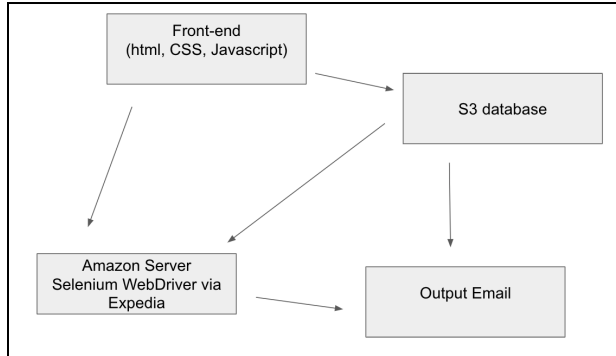 Front-end
(html, CSS, Javascript)
S3 database
Amazon Server
Selenium WebDriver via
Expedia
Output Email